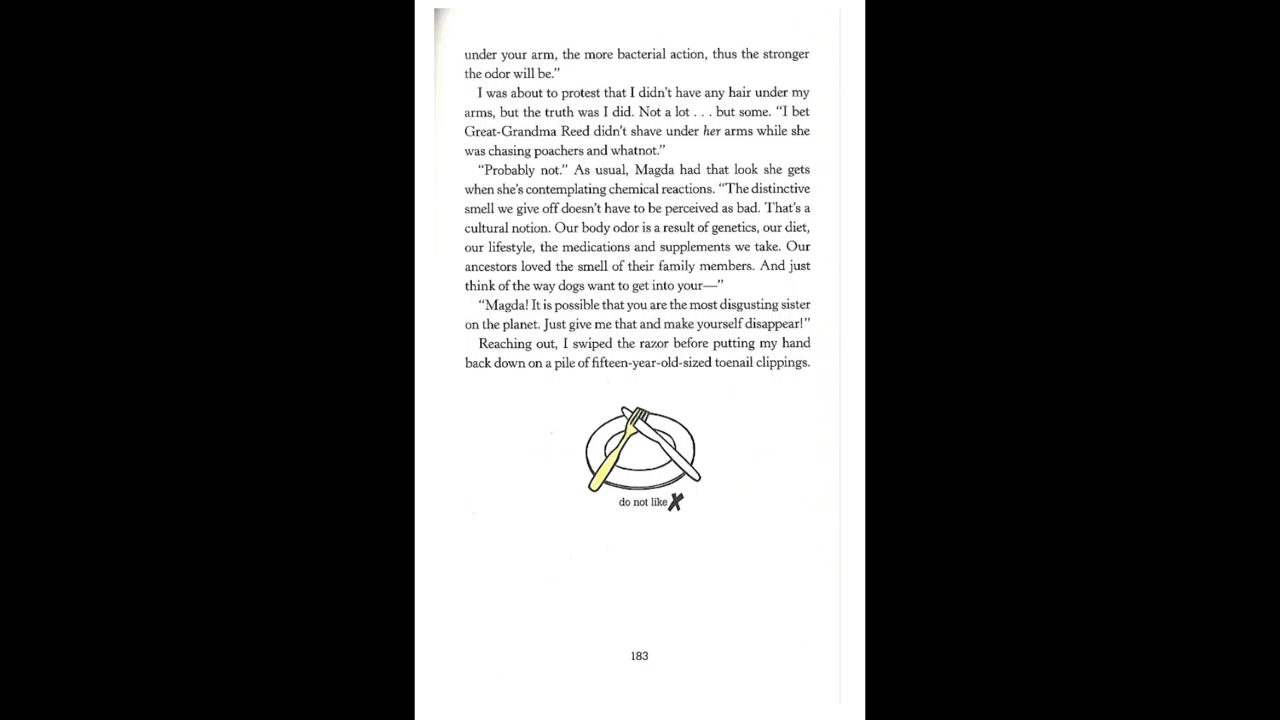 under your arm, the more bacterial action, thus the stronger
the odor will be.”
I was about to protest that I didn’t have any hair under my
arms, but the truth was I did. Not a lot . . . but some. “I bet
Great-Grandma Reed didn’t shave under her arms while she
was chasing poachers and whatnot.”
“Probably not.” As usual, Magda had that look she gets
when she’s contemplating chemical reactions. “The distinctive
smell we give off doesn’t have to be perceived as bad. That’s a
cultural notion. Our body odor is a result of genetics, our diet,
our lifestyle, the medications and supplements we take. Our
ancestors loved the smell of their family members. And just
think of the way dogs want to get into your—”
“Magda! It is possible that you are the most disgusting sister
on the planet. Just give me that and make yourself disappear!”
Reaching out, I swiped the razor before putting my hand
back down on a pile of fifteen-year-old-sized toenail clippings.
do not like
183